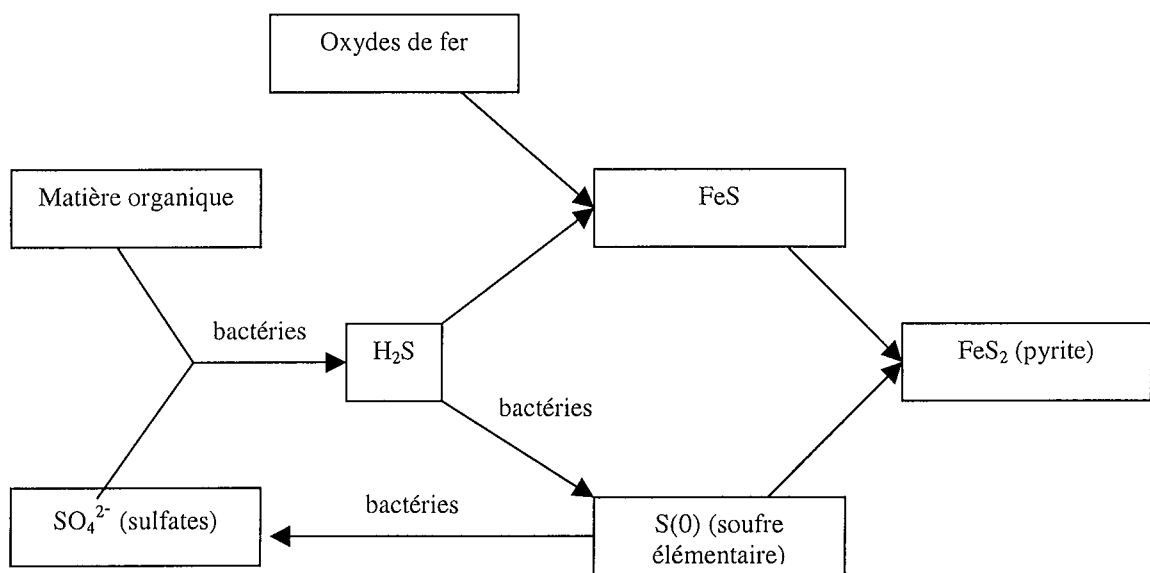 Oxydes de fer
Matière organique
FeS
bactéries
H₂S
FeS₂ (pyrite)
bactéries
bactéries
SO₄²⁻ (sulfates)
S(0) (soufre
élémentaire)